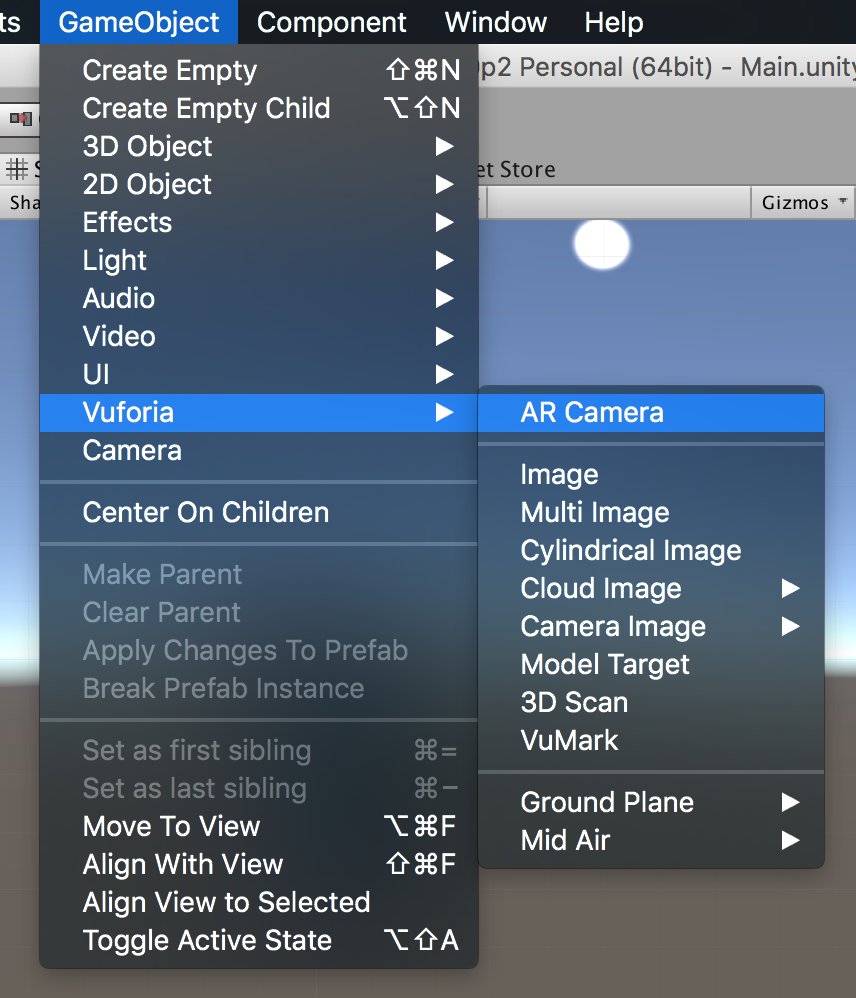 ts GameObject Component Window Help
p2 Personal (64bit) - Main.unity
et Store
Sha
Gizmos
Create Empty ⇧⌘N
Create Empty Child ⌥⇧N
3D Object ▶
2D Object ▶
Effects ▶
Light ▶
Audio ▶
Video ▶
UI ▶
Vuforia ▶
Camera
Center On Children
Make Parent
Clear Parent
Apply Changes To Prefab
Break Prefab Instance
Set as first sibling ⌘=
Set as last sibling ⌘−
Move To View ⌥⌘F
Align With View ⇧⌘F
Align View to Selected
Toggle Active State ⌥⇧A
AR Camera
Image
Multi Image
Cylindrical Image
Cloud Image ▶
Camera Image ▶
Model Target
3D Scan
VuMark
Ground Plane ▶
Mid Air ▶